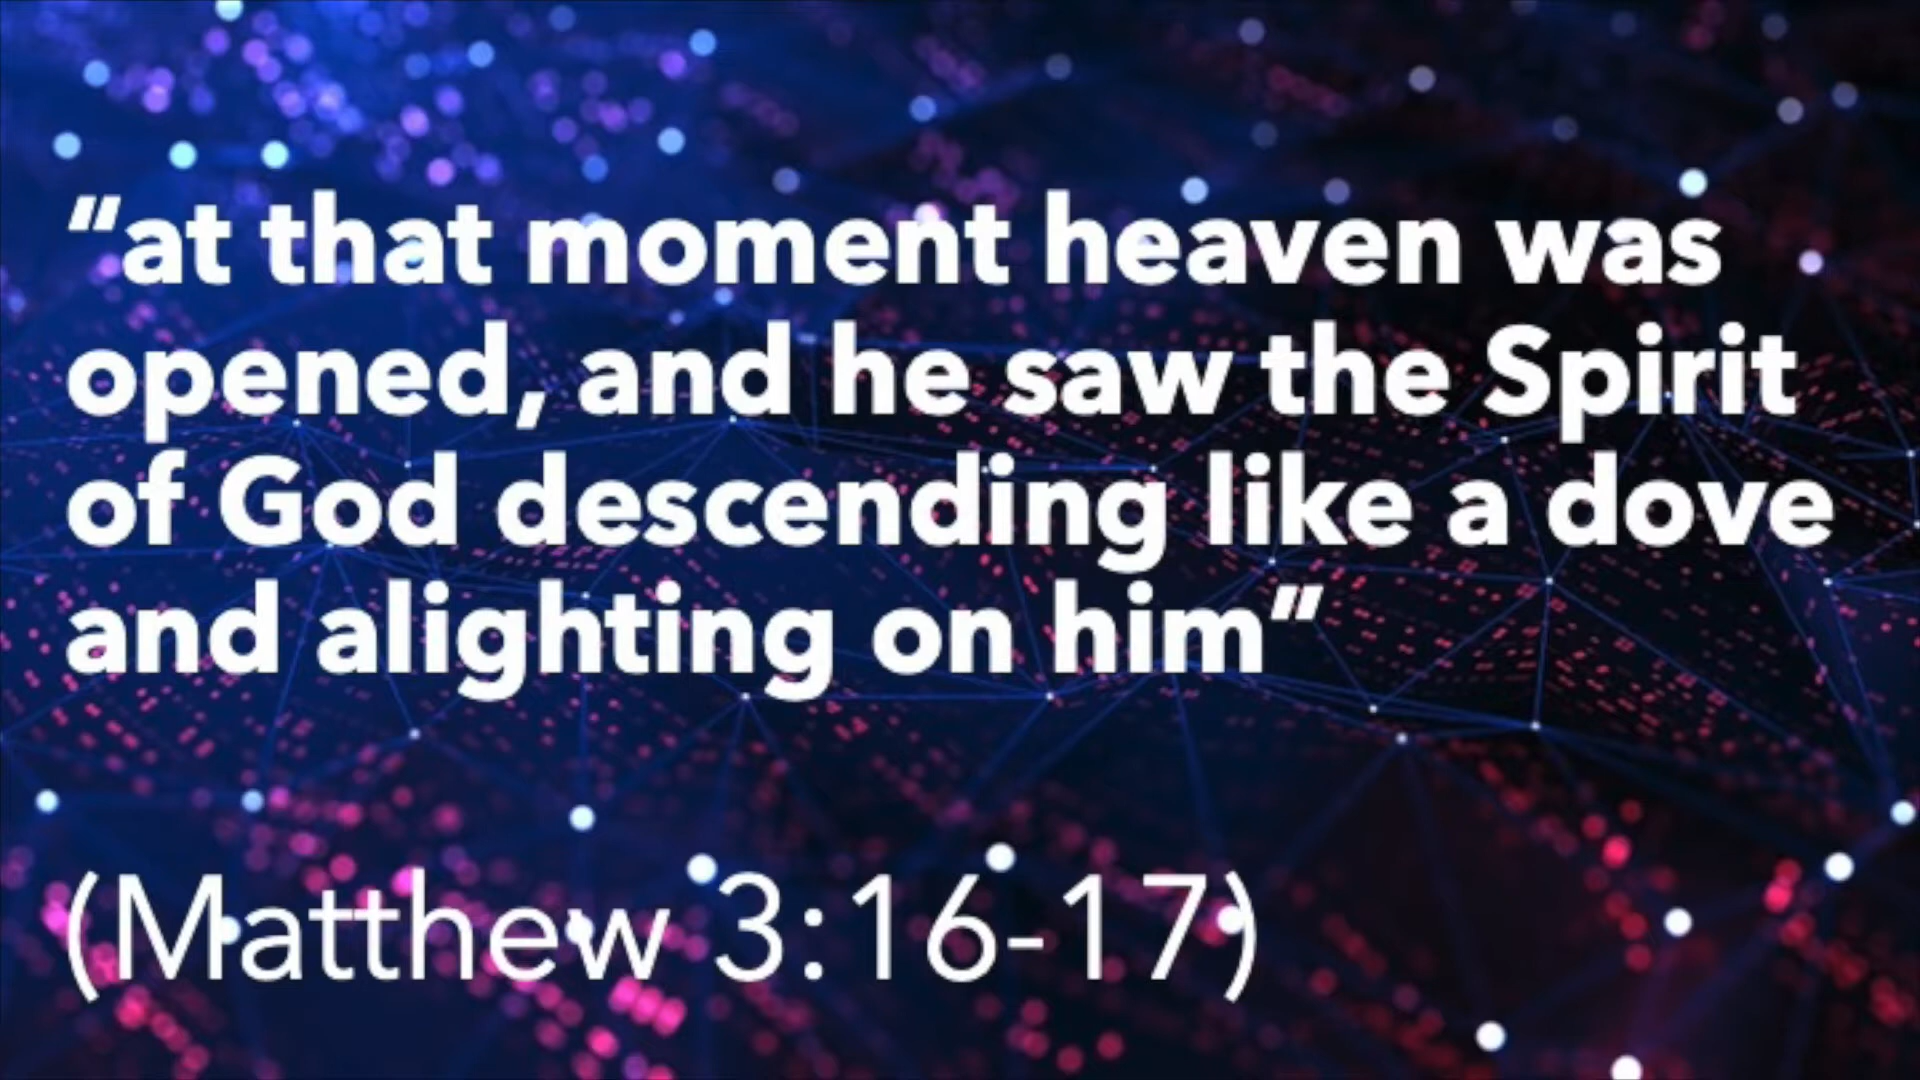 “at that moment heaven was
opened, and he saw the Spirit
of God descending like a dove
and alighting on him”
(Matthew 3:16-17)